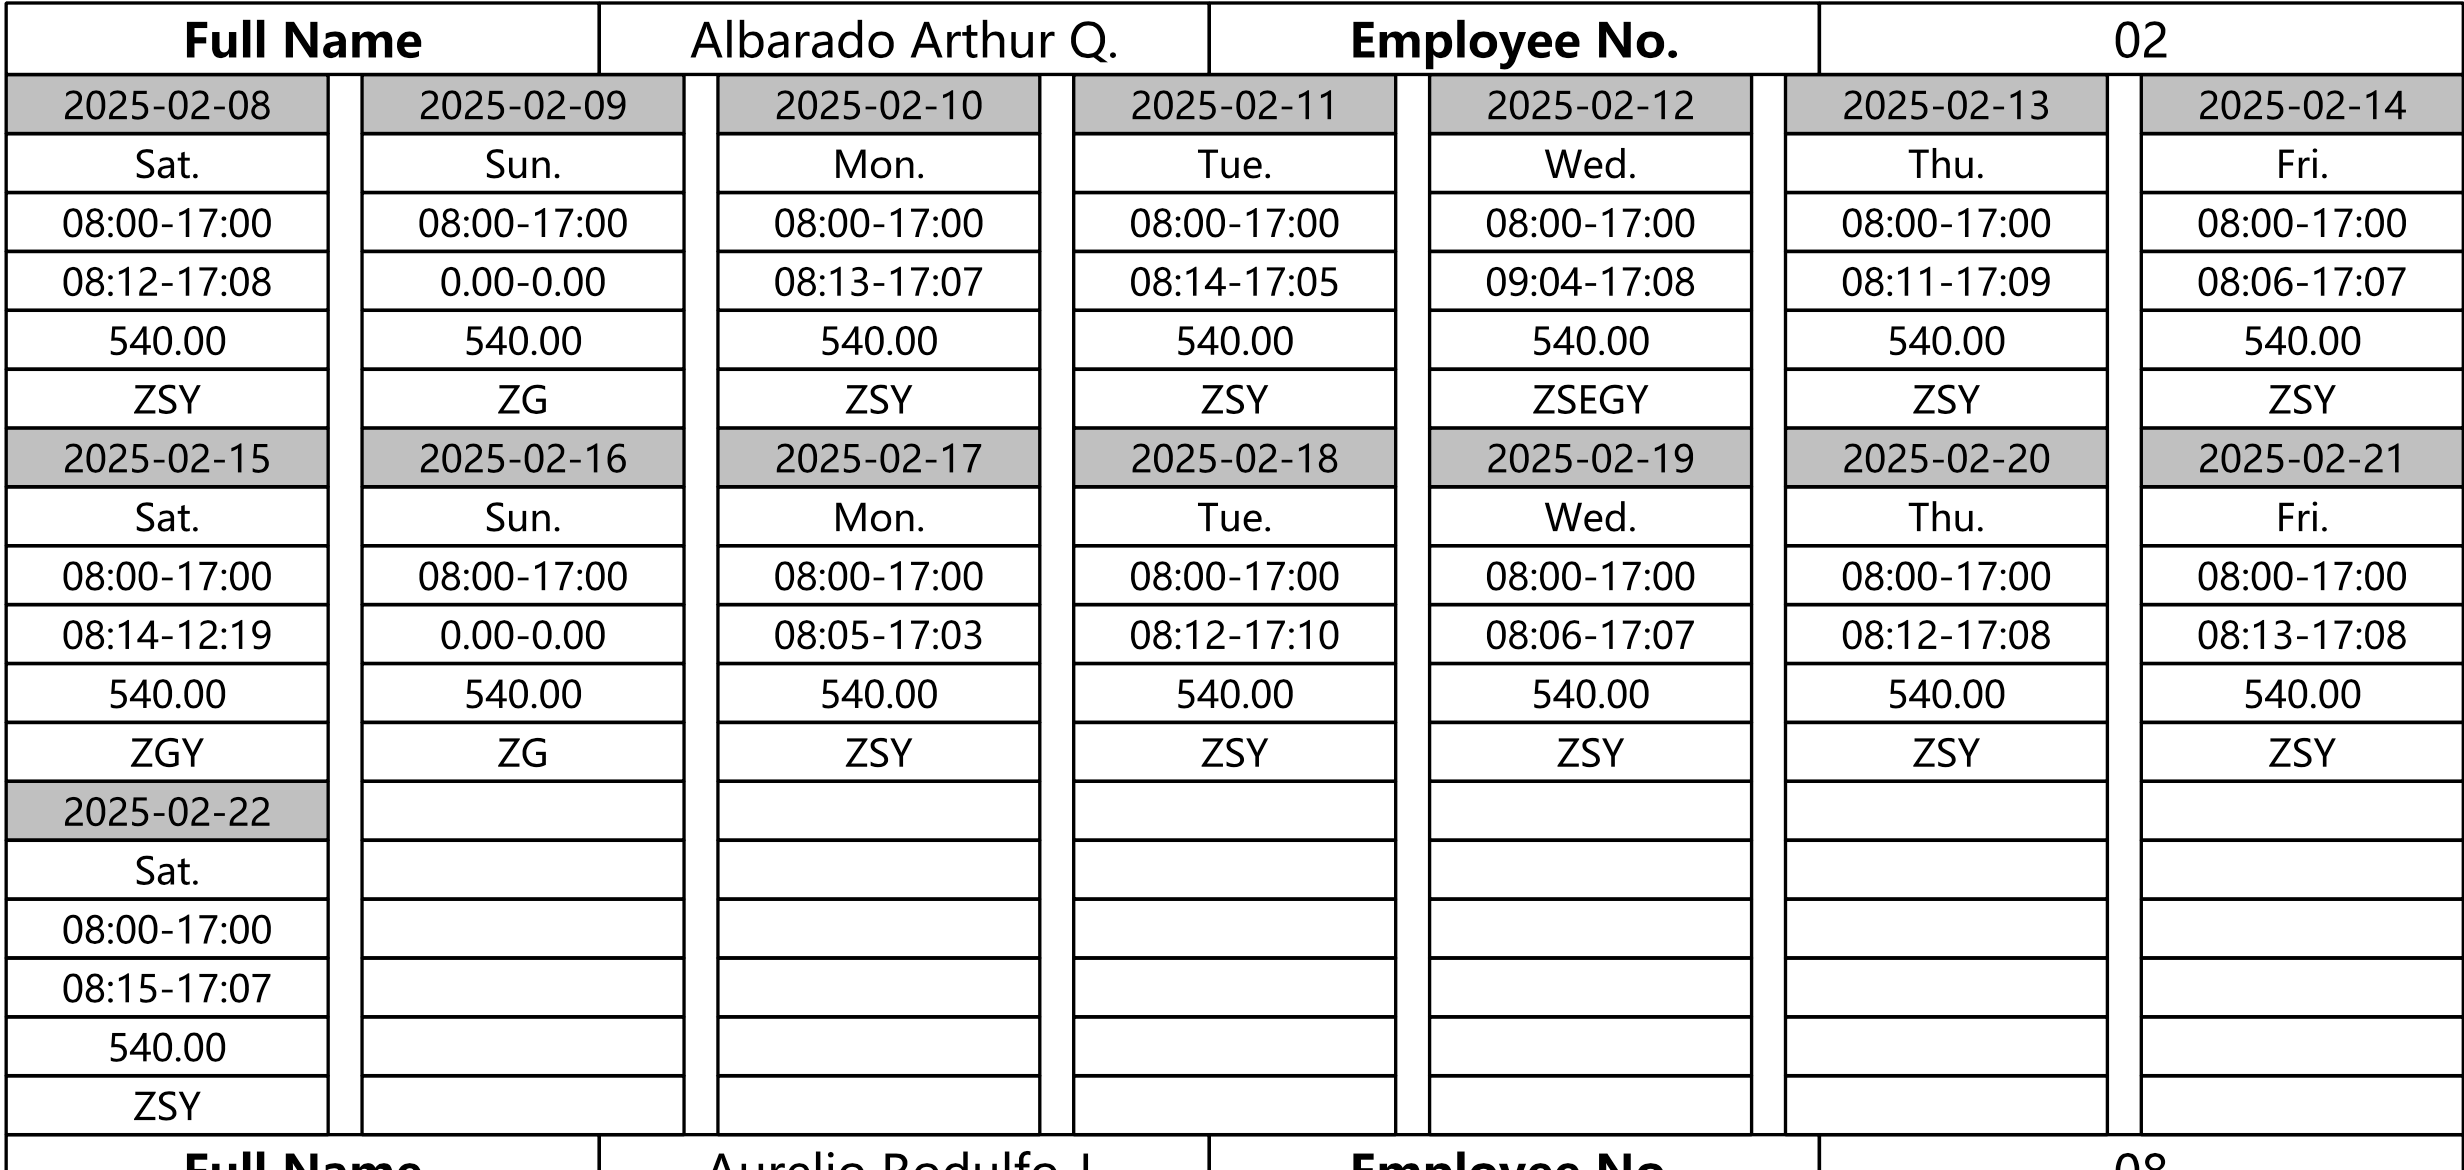 Full Name Albarado Arthur Q. Employee No. 02
2025-02-08 2025-02-09 2025-02-10 2025-02-11 2025-02-12 2025-02-13 2025-02-14
Sat. Sun. Mon. Tue. Wed. Thu. Fri.
08:00-17:00 08:00-17:00 08:00-17:00 08:00-17:00 08:00-17:00 08:00-17:00 08:00-17:00
08:12-17:08 0.00-0.00 08:13-17:07 08:14-17:05 09:04-17:08 08:11-17:09 08:06-17:07
540.00 540.00 540.00 540.00 540.00 540.00 540.00
ZSY ZG ZSY ZSY ZSEGY ZSY ZSY
2025-02-15 2025-02-16 2025-02-17 2025-02-18 2025-02-19 2025-02-20 2025-02-21
Sat. Sun. Mon. Tue. Wed. Thu. Fri.
08:00-17:00 08:00-17:00 08:00-17:00 08:00-17:00 08:00-17:00 08:00-17:00 08:00-17:00
08:14-12:19 0.00-0.00 08:05-17:03 08:12-17:10 08:06-17:07 08:12-17:08 08:13-17:08
540.00 540.00 540.00 540.00 540.00 540.00 540.00
ZGY ZG ZSY ZSY ZSY ZSY ZSY
2025-02-22
Sat.
08:00-17:00
08:15-17:07
540.00
ZSY
Full Name Aurelio Rodulfo Employee No. 08